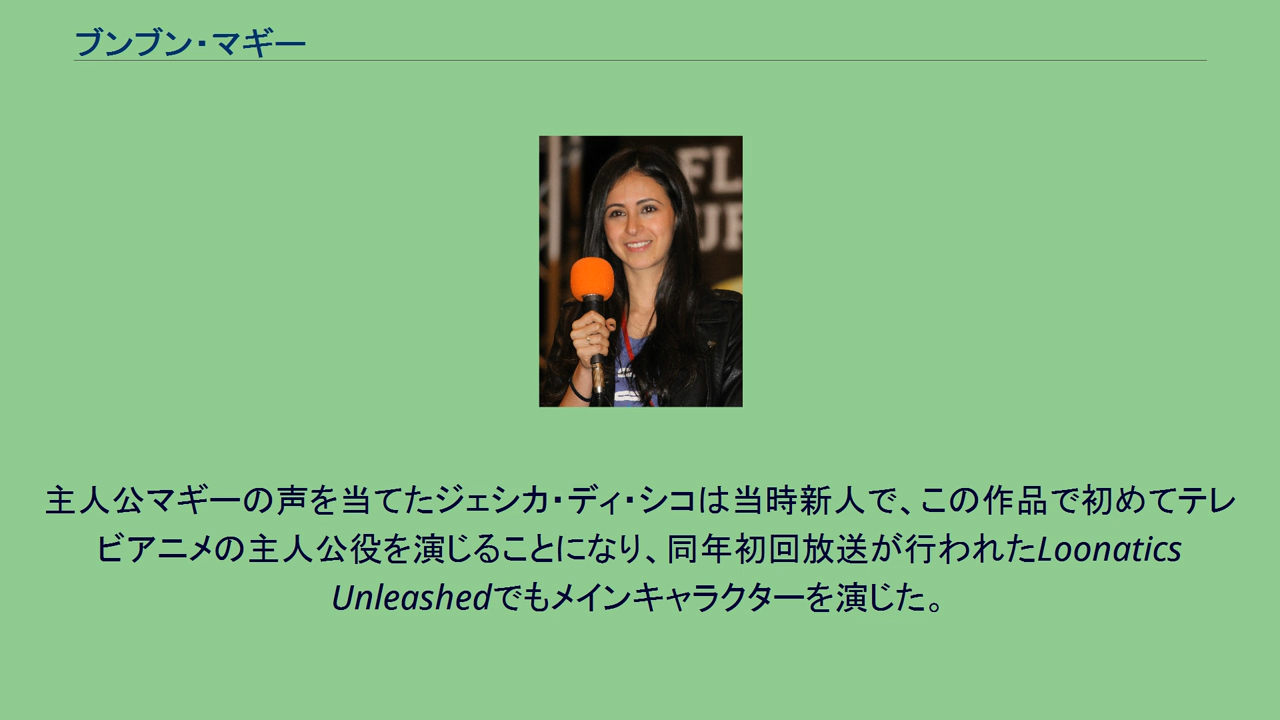 ブンブン・マギー
FL
UF
主人公マギーの声を当てたジェシカ・ディ・シコは当時新人で、この作品で初めてテレ
ビアニメの主人公役を演じることになり、同年初回放送が行われたLoonatics
Unleashedでもメインキャラクターを演じた。